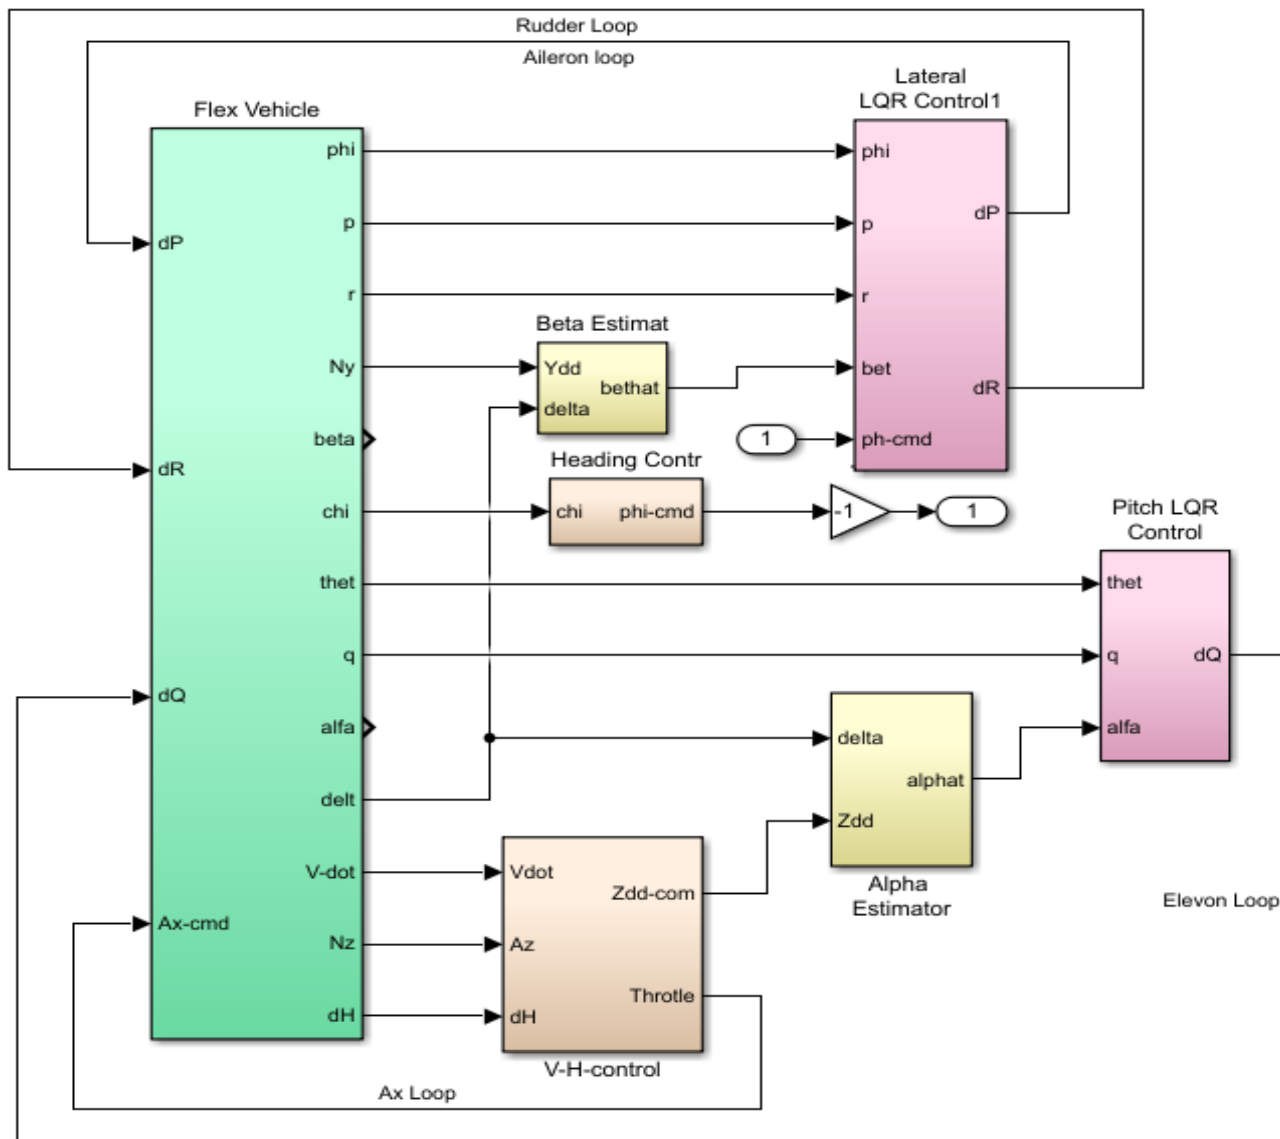 Rudder Loop
Aileron loop
Flex Vehicle
dP
dR
dQ
Ax-cmd
phi
p
r
Ny
beta
chi
thet
q
alfa
delt
V-dot
Nz
dH
Beta Estimat
Ydd
delta
bethat
Heading Contr
chi
phi-cmd
-1
1
Lateral
LQR Control1
phi
p
r
bet
ph-cmd
dP
dR
1
Pitch LQR
Control
thet
q
alfa
dQ
delta
Zdd
alphat
Alpha
Estimator
Vdot
Az
dH
Zdd-com
Throtle
V-H-control
Ax Loop
Elevon Loop